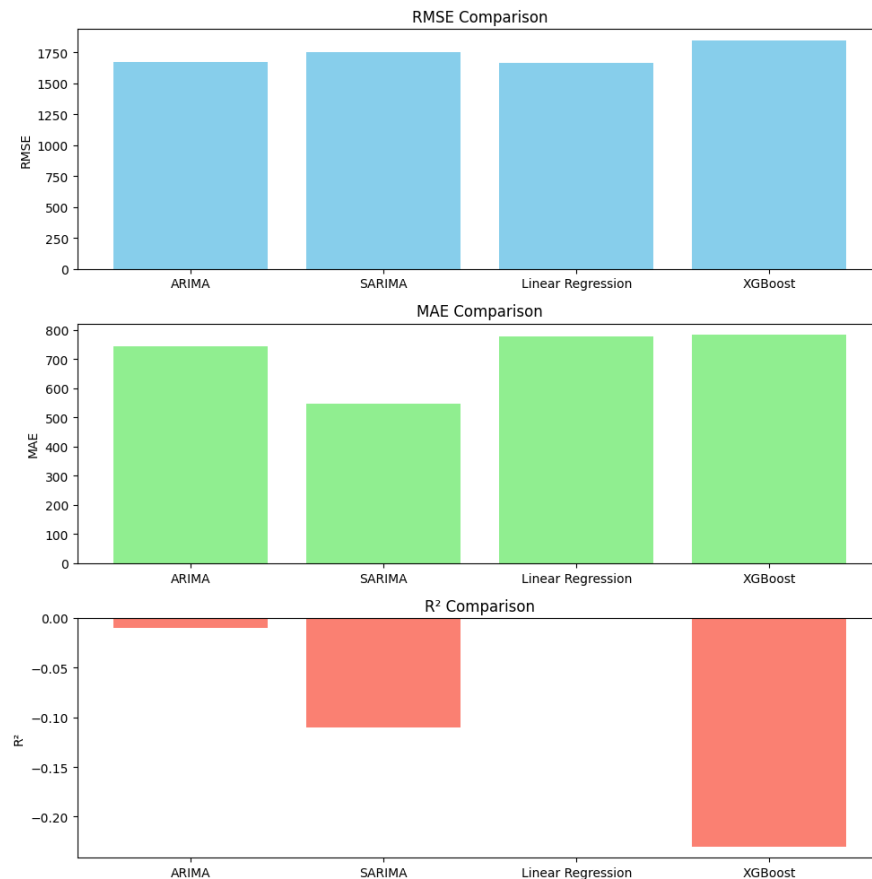 RMSE Comparison
1750
1500
1250
1000
750
500
250
0
RMSE
ARIMA SARIMA Linear Regression XGBoost
MAE Comparison
800
700
600
500
400
300
200
100
0
MAE
ARIMA SARIMA Linear Regression XGBoost
R² Comparison
0.00
−0.05
−0.10
−0.15
−0.20
R²
ARIMA SARIMA Linear Regression XGBoost